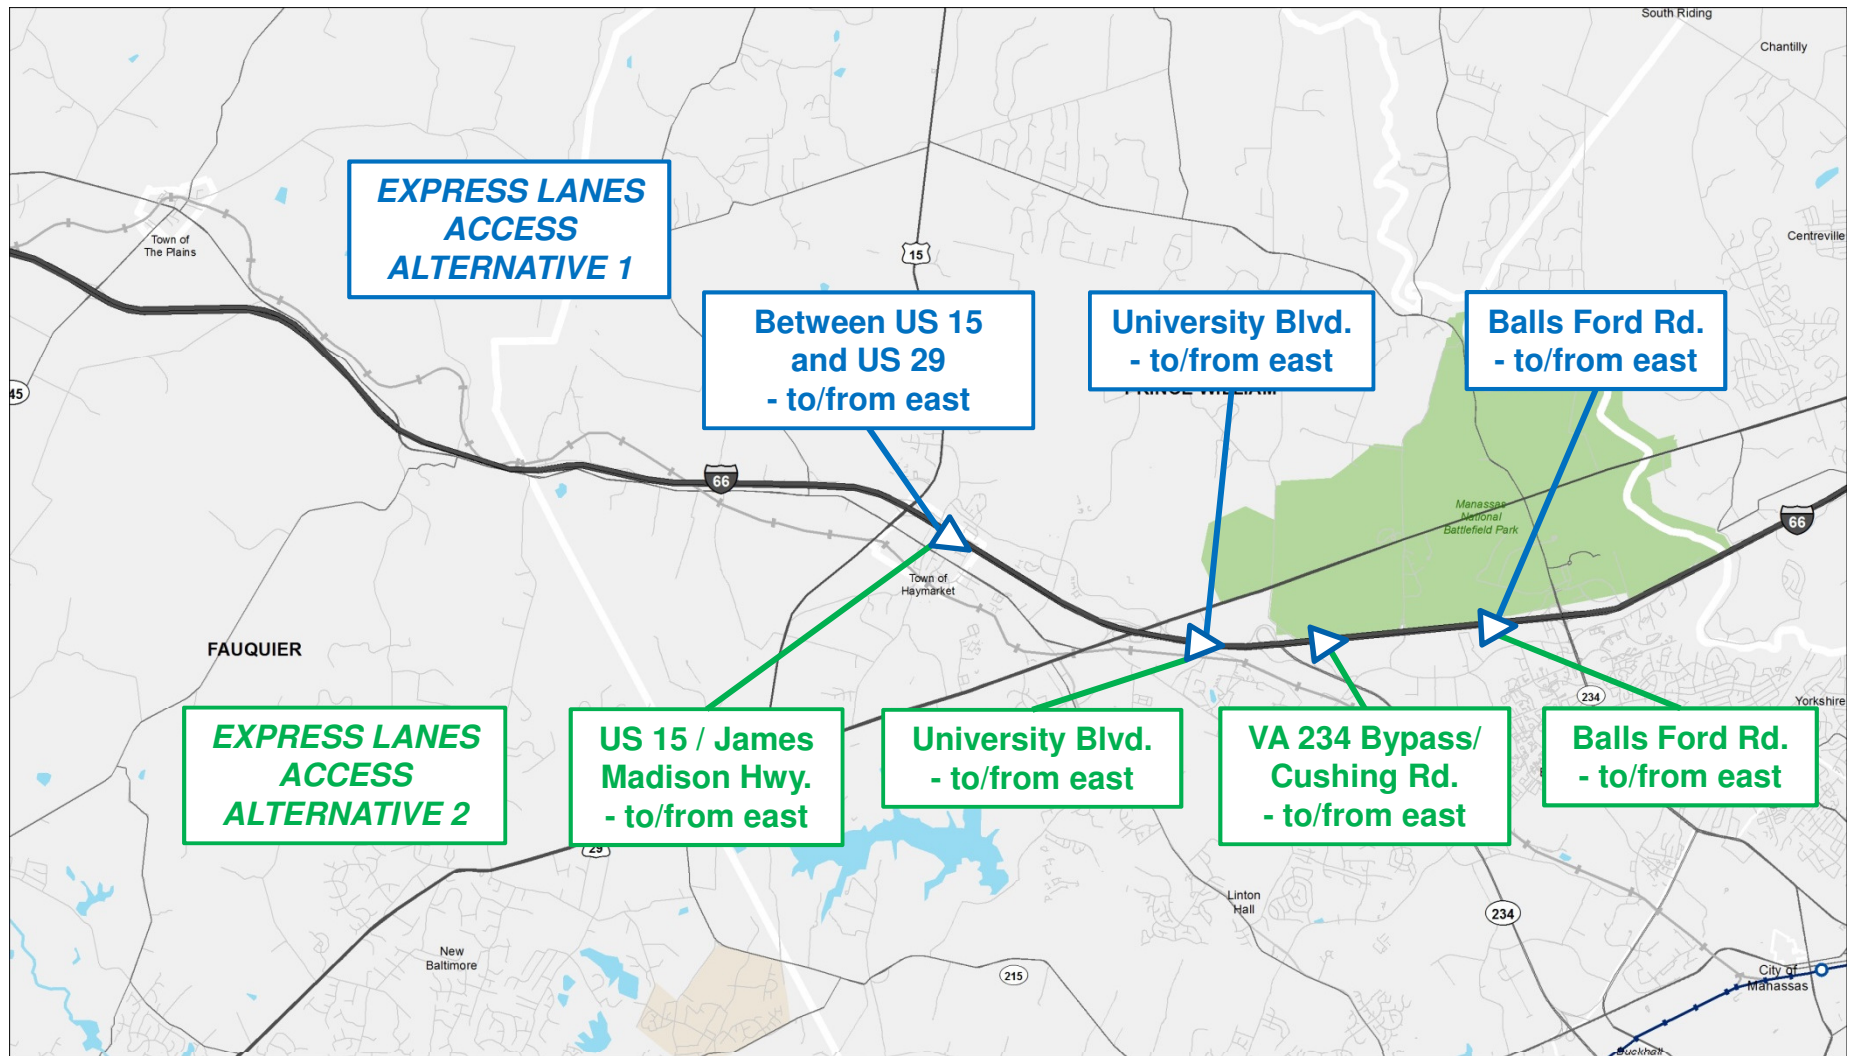 South Riding
Chantilly
Town of
The Plains
EXPRESS LANES
ACCESS
ALTERNATIVE 1
15
Centreville
Between US 15
and US 29
- to/from east
University Blvd.
- to/from east
Balls Ford Rd.
- to/from east
45
PRINCE WILLIAM
66
Manassas
National
Battlefield Park
66
Town of
Haymarket
FAUQUIER
234
Yorkshire
EXPRESS LANES
ACCESS
ALTERNATIVE 2
US 15 / James
Madison Hwy.
- to/from east
University Blvd.
- to/from east
VA 234 Bypass/
Cushing Rd.
- to/from east
Balls Ford Rd.
- to/from east
29
Linton
Hall
234
New
Baltimore
215
City of
Manassas
Buckhall